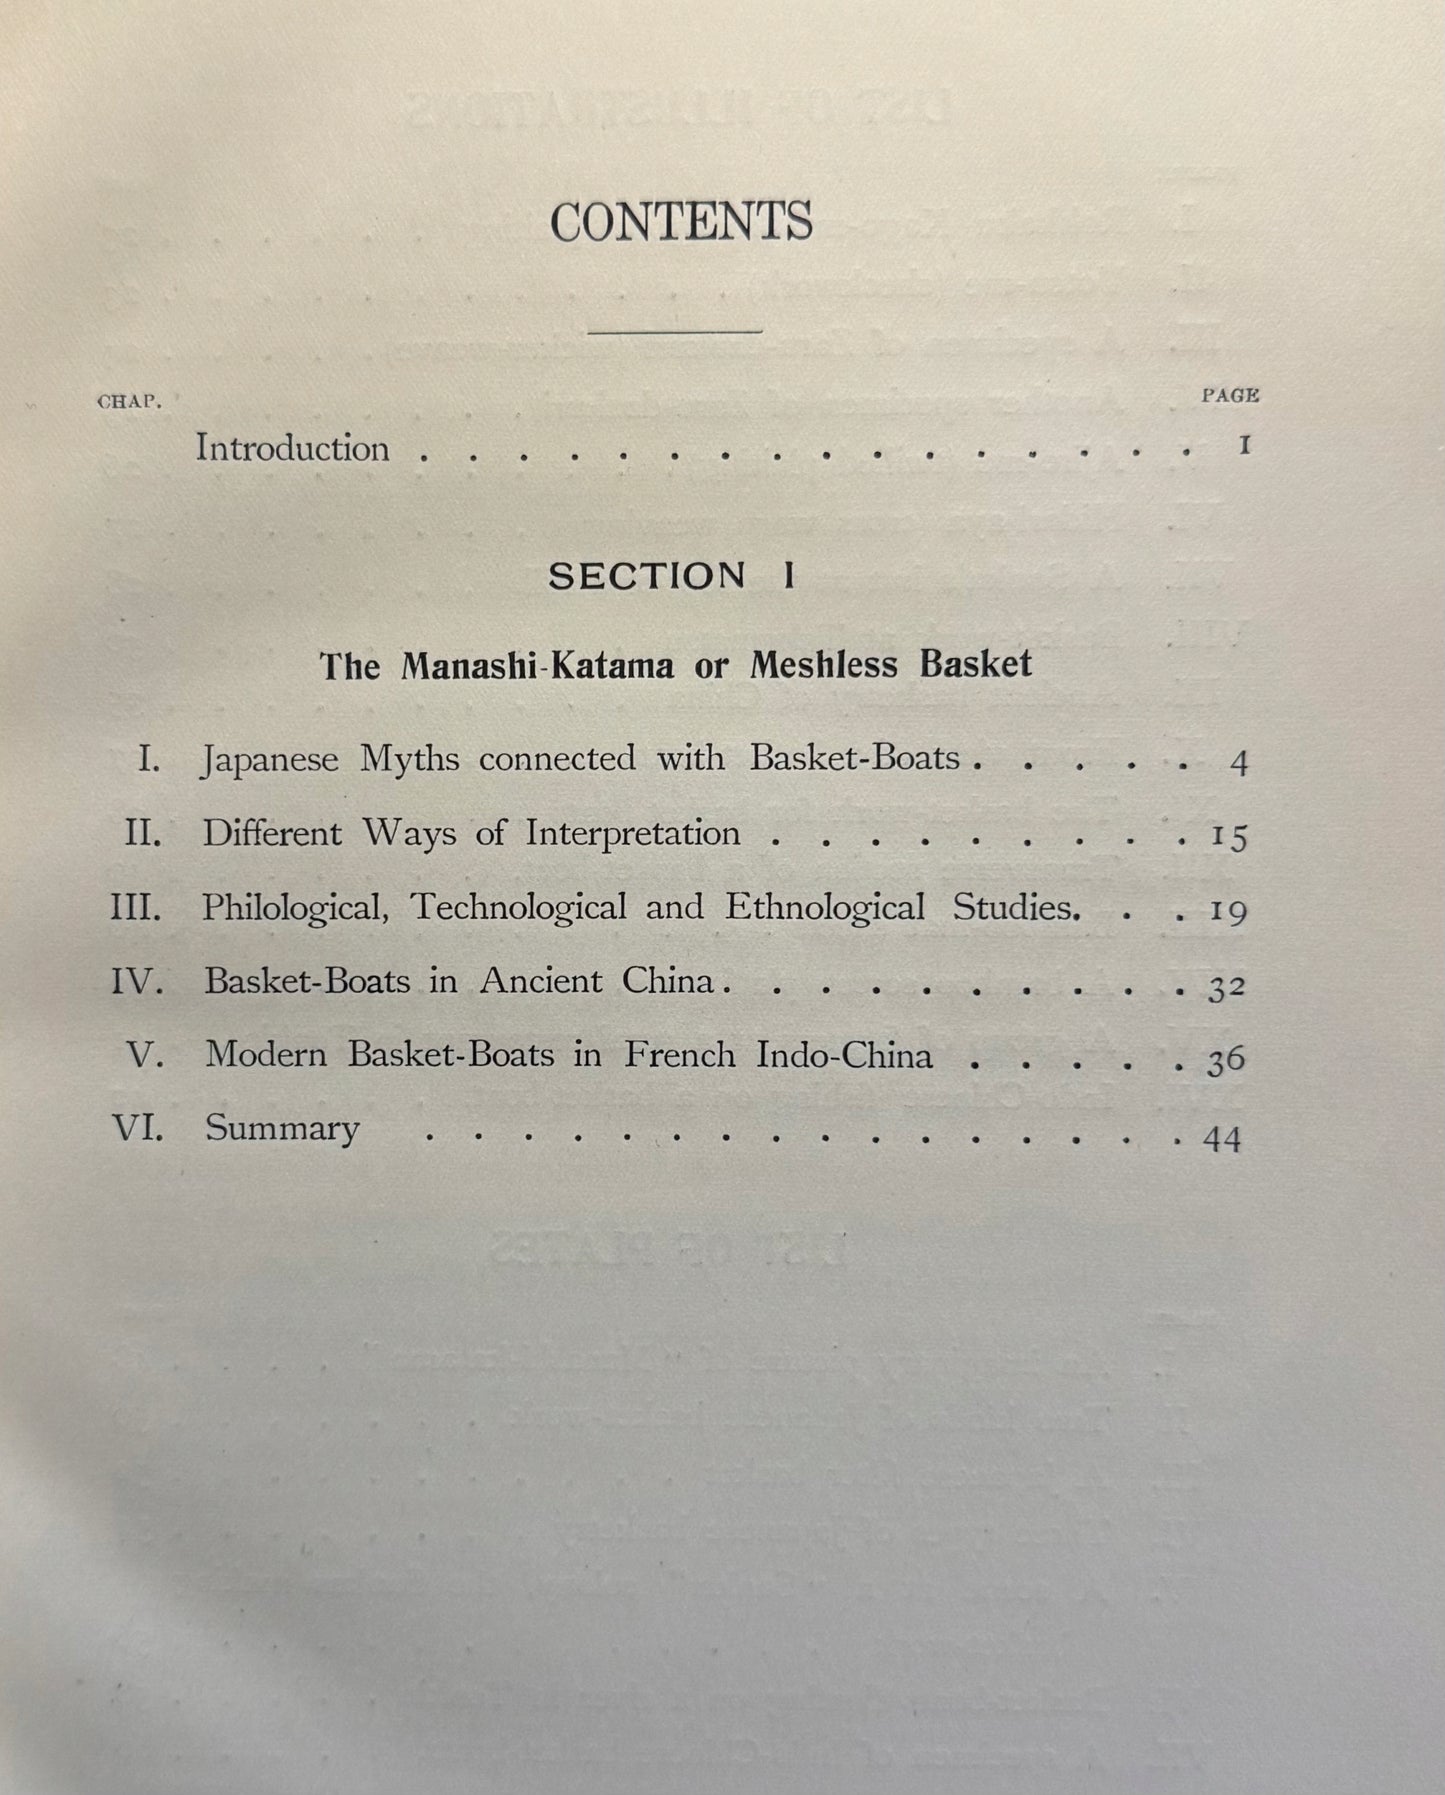 CONTENTS
CHAP. PAGE
Introduction . . . . . . . . . . . . . . . . 1
SECTION I
The Manashi-Katama or Meshless Basket
I. Japanese Myths connected with Basket-Boats . . . . . 4
II. Different Ways of Interpretation . . . . . . . . . 15
III. Philological, Technological and Ethnological Studies. . . 19
IV. Basket-Boats in Ancient China . . . . . . . . . . 32
V. Modern Basket-Boats in French Indo-China . . . . . 36
VI. Summary . . . . . . . . . . . . . . . . 44